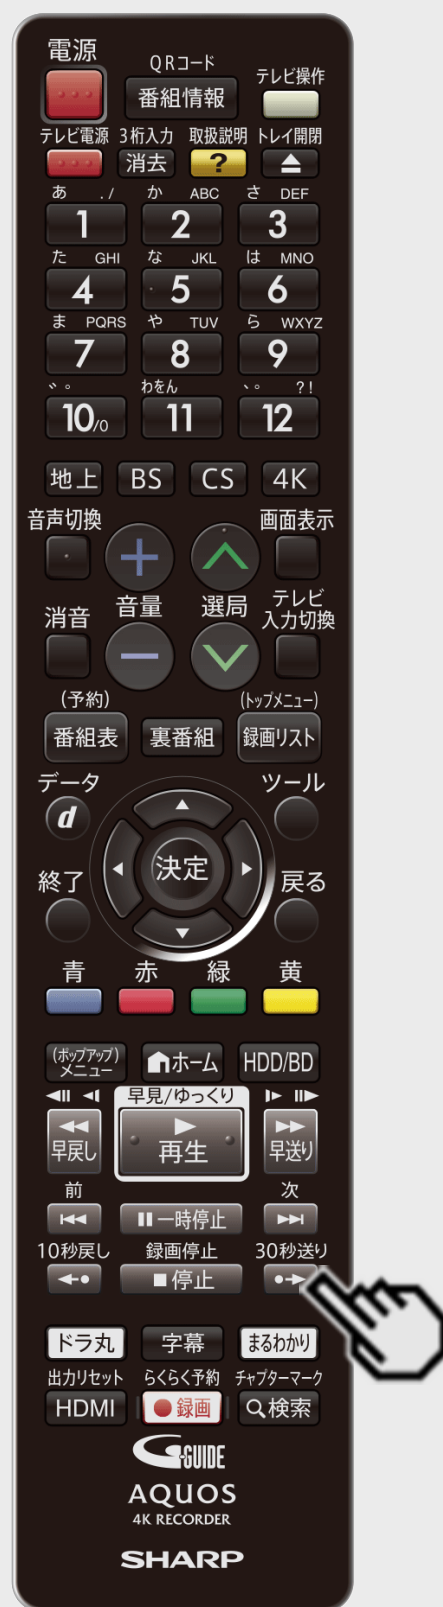 電源
QRコード
テレビ操作
番組情報
テレビ電源 3桁入力 取扱説明 トレイ開閉
消去 ?
あ ./ か ABC さ DEF
1 2 3
た GHI な JKL は MNO
4 5 6
ま PQRS や TUV ら WXYZ
7 8 9
゛゜ わをん 、。 ?!
10/0 11 12
地上 BS CS 4K
音声切換 画面表示
+
消音 音量 選局 テレビ
入力切換
−
(予約) (トップメニュー)
番組表 裏番組 録画リスト
データ ツール
d
決定
終了 戻る
青 赤 緑 黄
(ポップアップ)
メニュー ホーム HDD/BD
早見/ゆっくり
早戻し 再生 早送り
前 次
一時停止
10秒戻し 録画停止 30秒送り
停止
ドラ丸 字幕 まるわかり
出力リセット らくらく予約 チャプターマーク
HDMI 録画 検索
G-GUIDE
AQUOS
4K RECORDER
SHARP